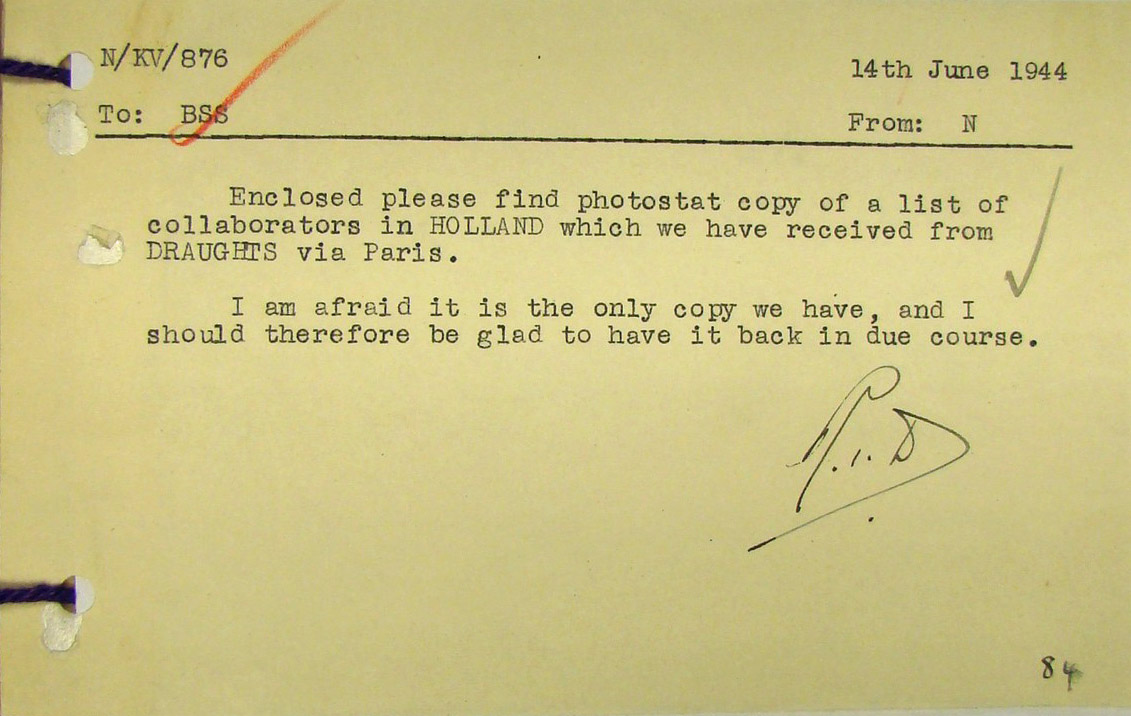 N/KV/876
14th June 1944
To: BSS
From: N
Enclosed please find photostat copy of a list of
collaborators in HOLLAND which we have received from
DRAUGHTS via Paris.
I am afraid it is the only copy we have, and I
should therefore be glad to have it back in due course.
84